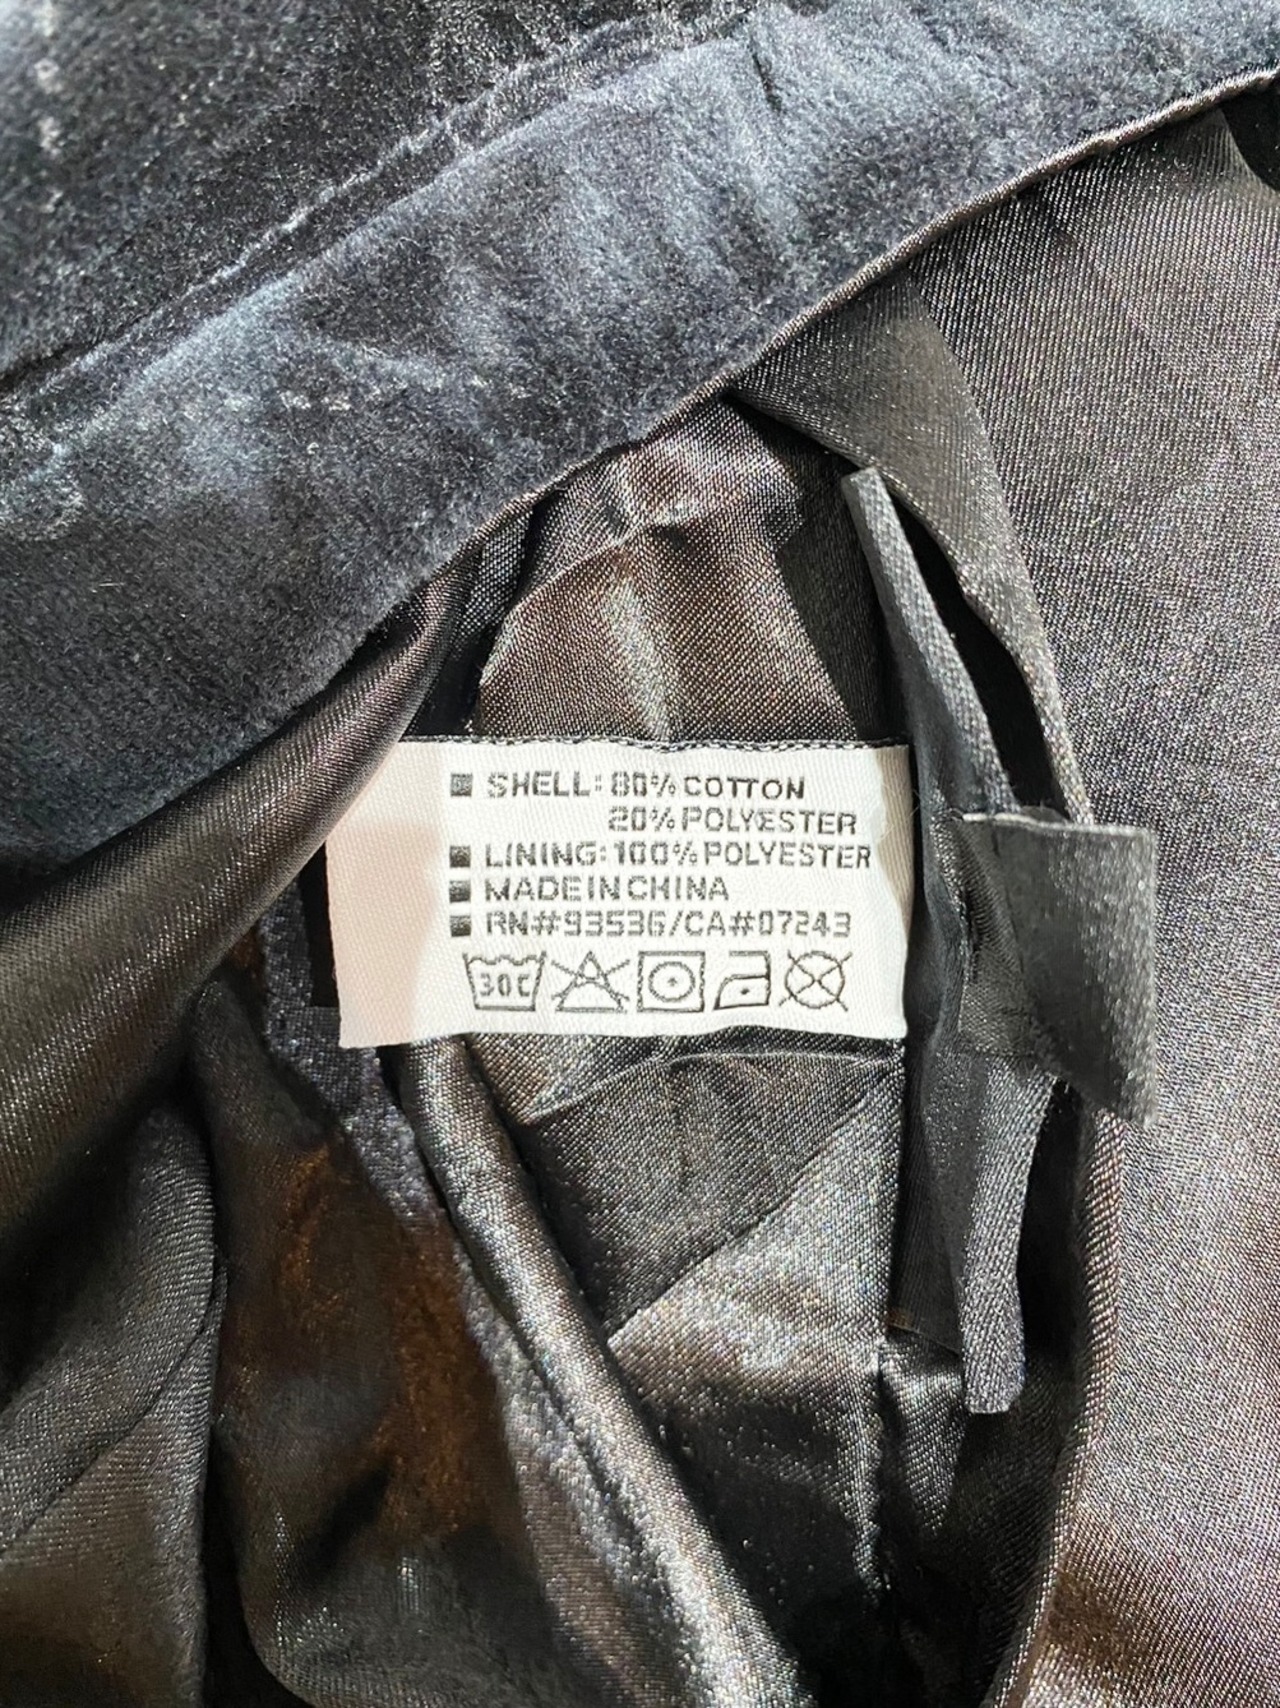 SHELL: 80% COTTON
20% POLYESTER
LINING: 100% POLYESTER
MADE IN CHINA
RN#93536/CA#07243
30C